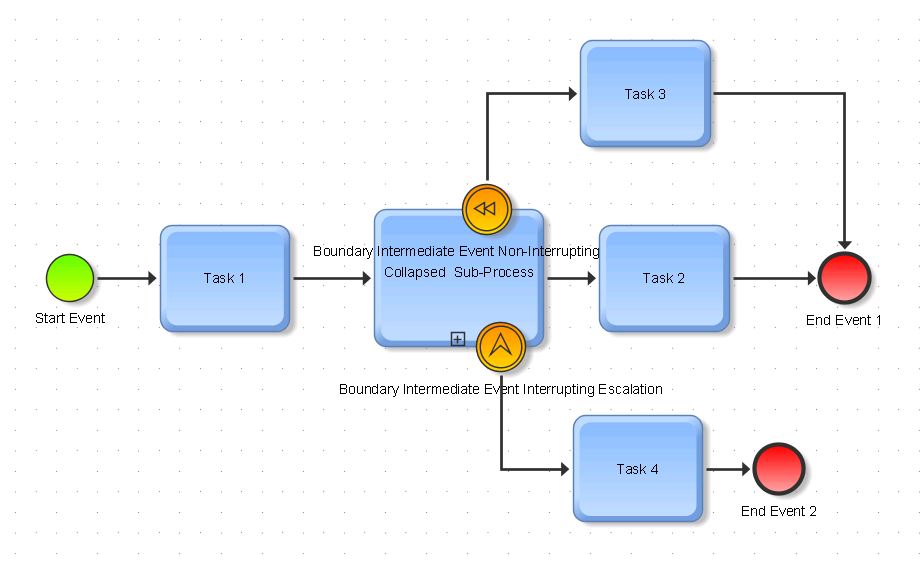 Task 3
Boundary Intermediate Event Non-Interrupting
Collapsed  Sub-Process
Task 1
Task 2
Start Event
End Event 1
Boundary Intermediate Event Interrupting Escalation
Task 4
End Event 2